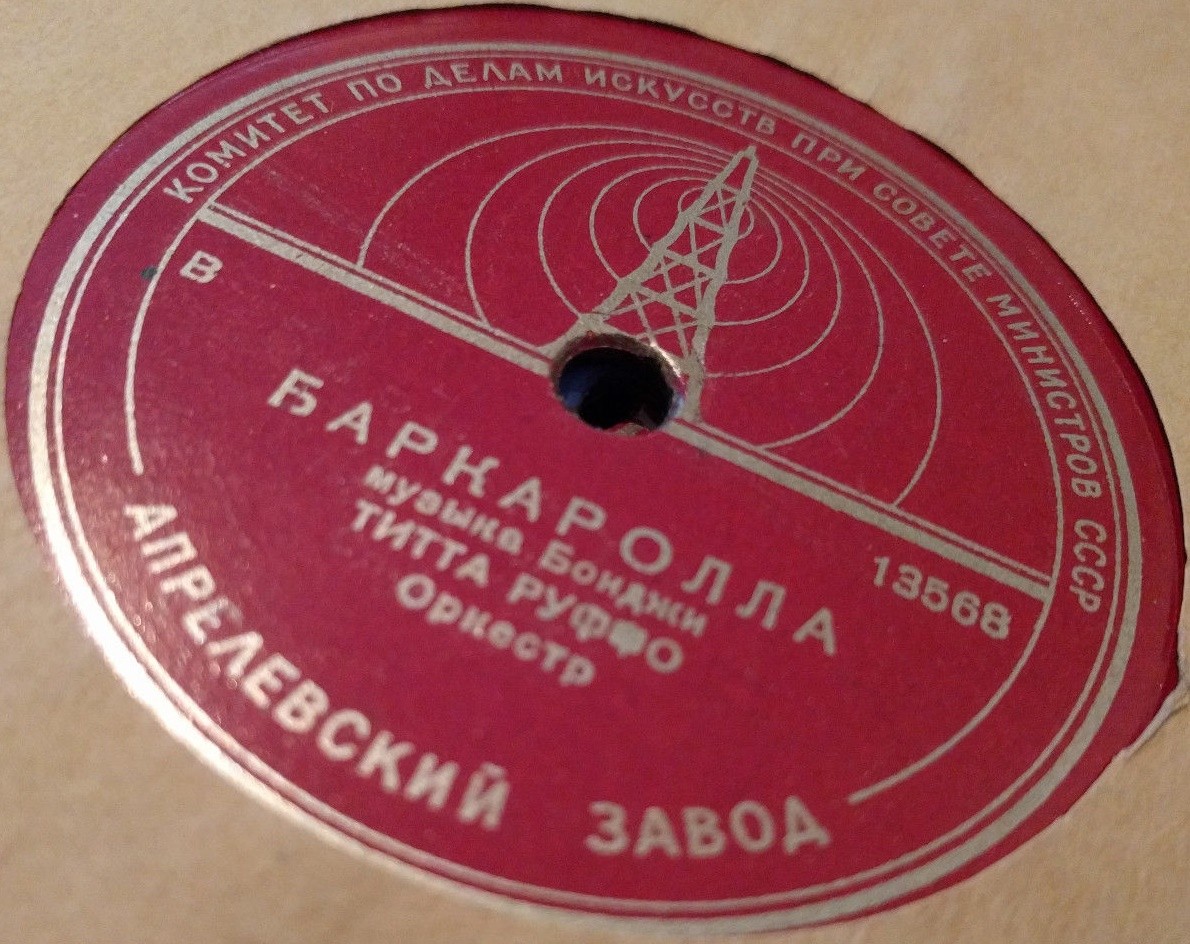 КОМИТЕТ ПО ДЕЛАМ ИСКУССТВ ПРИ СОВЕТЕ МИНИСТРОВ СССР
В
13568
БАРКАРОЛЛА
музыка Бонджи
ТИТТА РУФФО
Оркестр
АПРЕЛЕВСКИЙ ЗАВОД